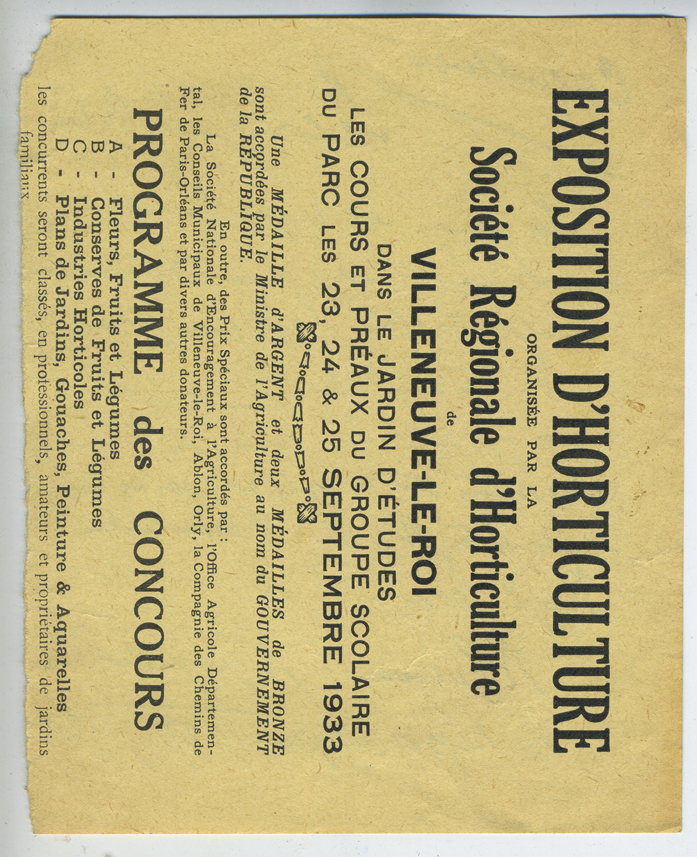 EXPOSITION D'HORTICULTURE
ORGANISÉE PAR LA
Société Régionale d'Horticulture
de
VILLENEUVE-LE-ROI
DANS LE JARDIN D'ÉTUDES
LES COURS ET PRÉAUX DU GROUPE SCOLAIRE
DU PARC LES 23, 24 & 25 SEPTEMBRE 1933
Une MÉDAILLE d'ARGENT et deux MÉDAILLES de BRONZE
sont accordées par le Ministre de l'Agriculture au nom du GOUVERNEMENT
de la RÉPUBLIQUE.
En outre, des Prix Spéciaux sont accordés par :
La Société Nationale d'Encouragement à l'Agriculture, l'Office Agricole Départemen-
tal, les Conseils Municipaux de Villeneuve-le-Roi, Ablon, Orly, la Compagnie des Chemins de
Fer de Paris-Orléans et par divers autres donateurs.
PROGRAMME des CONCOURS
A - Fleurs, Fruits et Légumes
B - Conserves de Fruits et Légumes
C - Industries Horticoles
D - Plans de Jardins, Gouaches, Peinture & Aquarelles
les concurrents seront classés, en professionnels, amateurs et propriétaires de jardins
familiaux